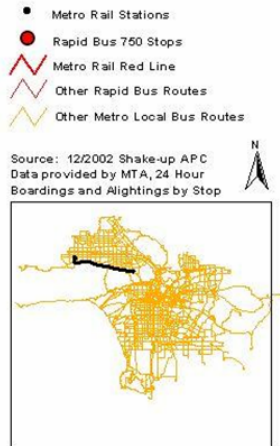 Metro Rail Stations
Rapid Bus 750 Stops
Metro Rail Red Line
Other Rapid Bus Routes
Other Metro Local Bus Routes
N
Source: 12/2002 Shake-up APC
Data provided by MTA, 24 Hour
Boardings and Alightings by Stop